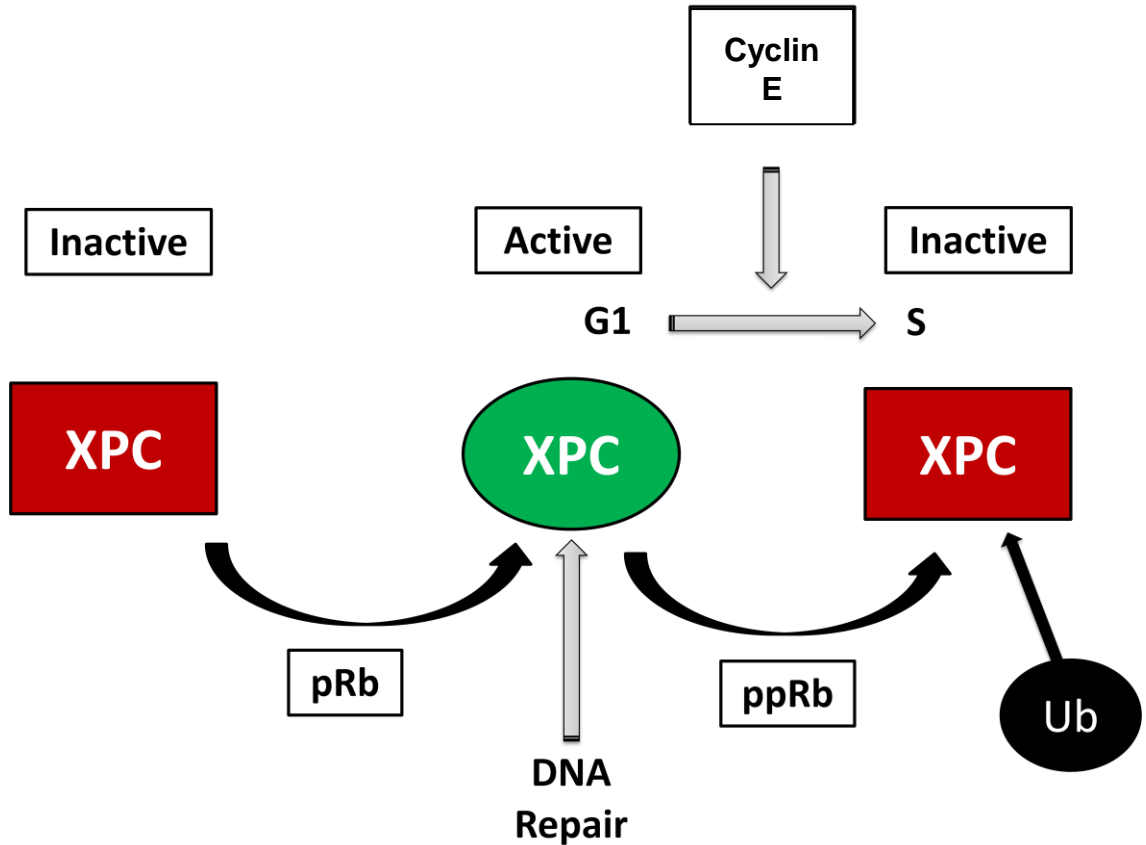 Cyclin
E
Inactive
Active
Inactive
G1
S
XPC
XPC
XPC
pRb
ppRb
Ub
DNA
Repair